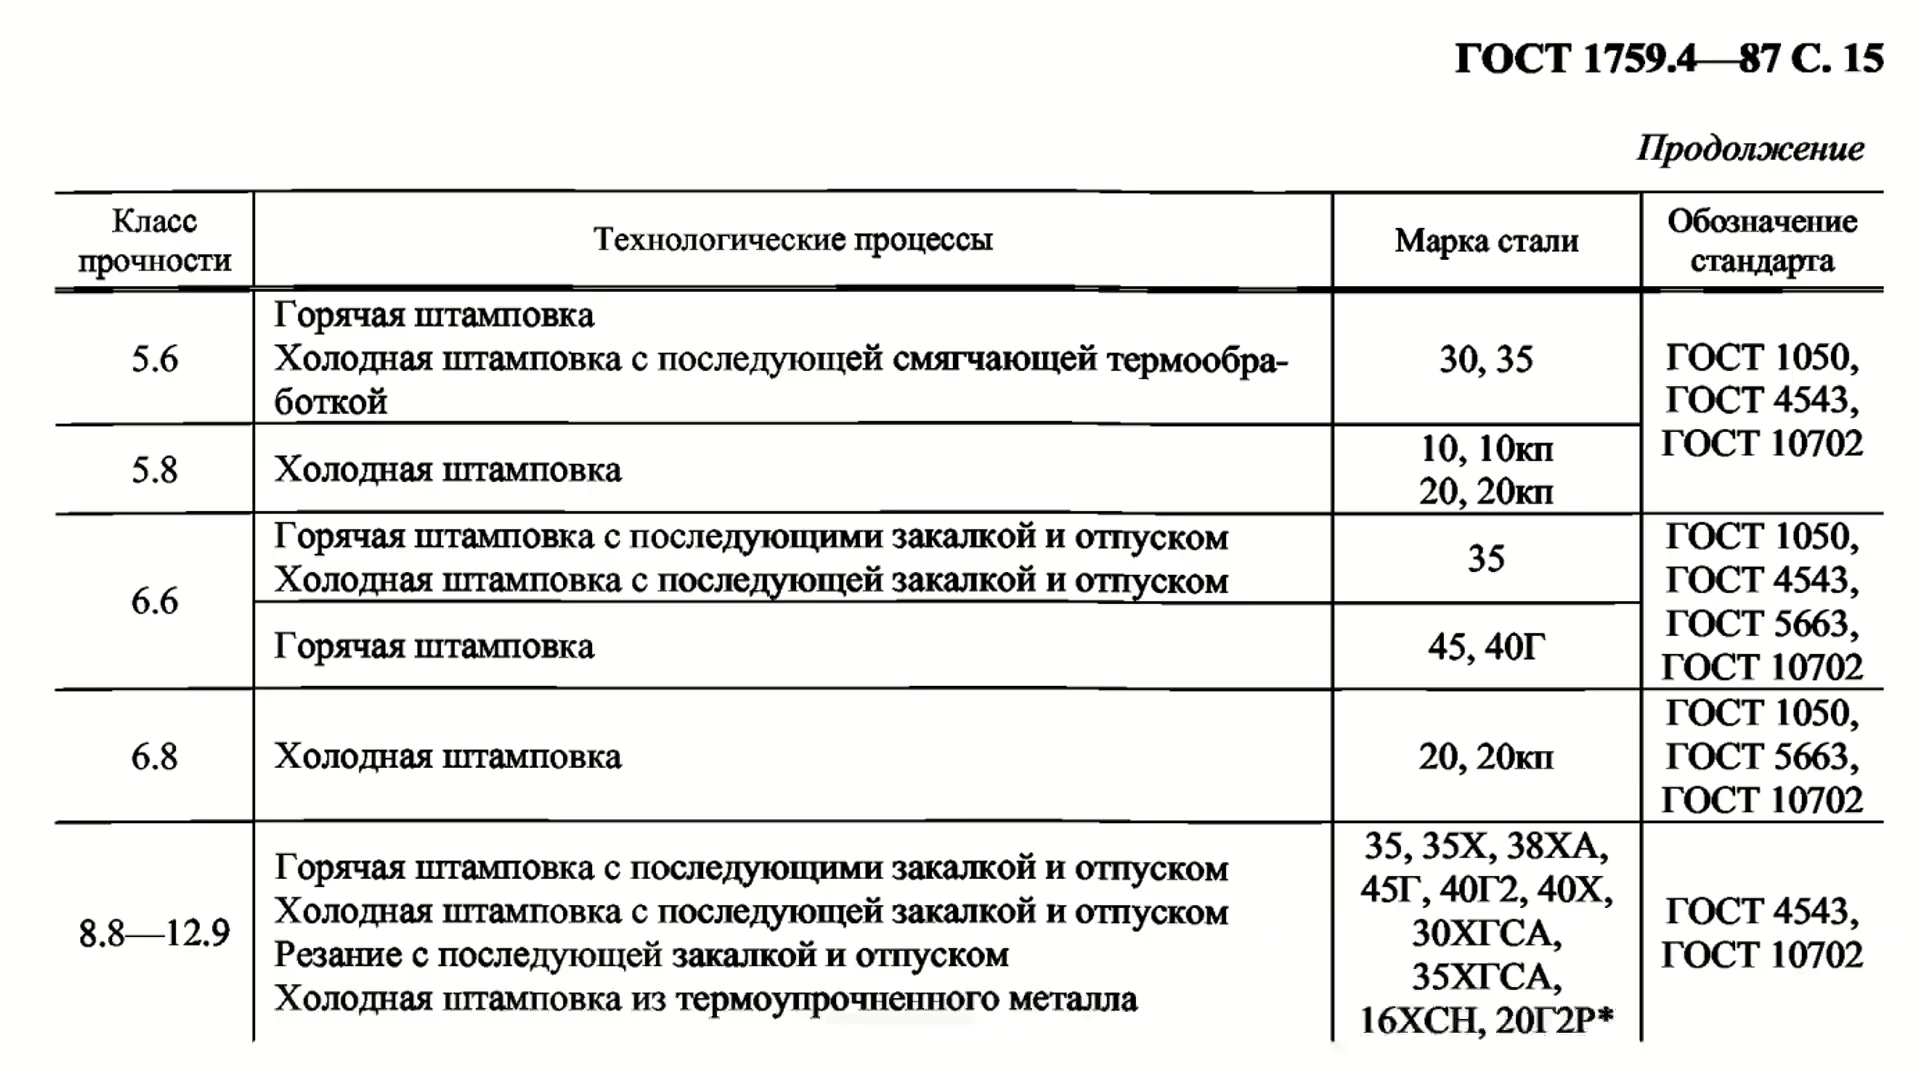 ГОСТ 1759.4—87 С. 15
Продолжение
Класс прочности
Технологические процессы
Марка стали
Обозначение стандарта
5.6
Горячая штамповка
Холодная штамповка с последующей смягчающей термообра-
боткой
30, 35
ГОСТ 1050,
ГОСТ 4543,
ГОСТ 10702
5.8
Холодная штамповка
10, 10кп
20, 20кп
6.6
Горячая штамповка с последующими закалкой и отпуском
Холодная штамповка с последующей закалкой и отпуском
35
Горячая штамповка
45, 40Г
ГОСТ 1050,
ГОСТ 4543,
ГОСТ 5663,
ГОСТ 10702
6.8
Холодная штамповка
20, 20кп
ГОСТ 1050,
ГОСТ 5663,
ГОСТ 10702
8.8—12.9
Горячая штамповка с последующими закалкой и отпуском
Холодная штамповка с последующей закалкой и отпуском
Резание с последующей закалкой и отпуском
Холодная штамповка из термоупрочненного металла
35, 35Х, 38ХА,
45Г, 40Г2, 40Х,
30ХГСА,
35ХГСА,
16ХСН, 20Г2Р*
ГОСТ 4543,
ГОСТ 10702